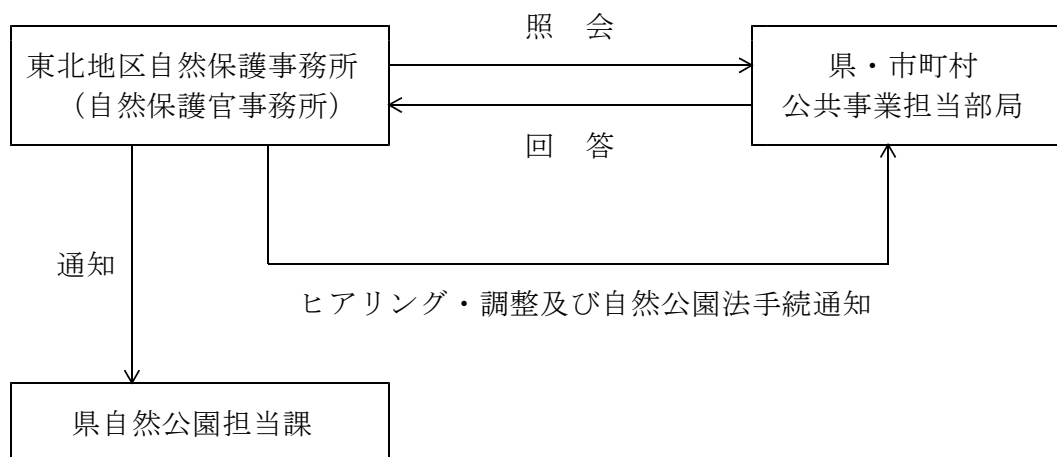 照　会
東北地区自然保護事務所
（自然保護官事務所）
県・市町村
公共事業担当部局
回　答
通知
ヒアリング・調整及び自然公園法手続通知
県自然公園担当課